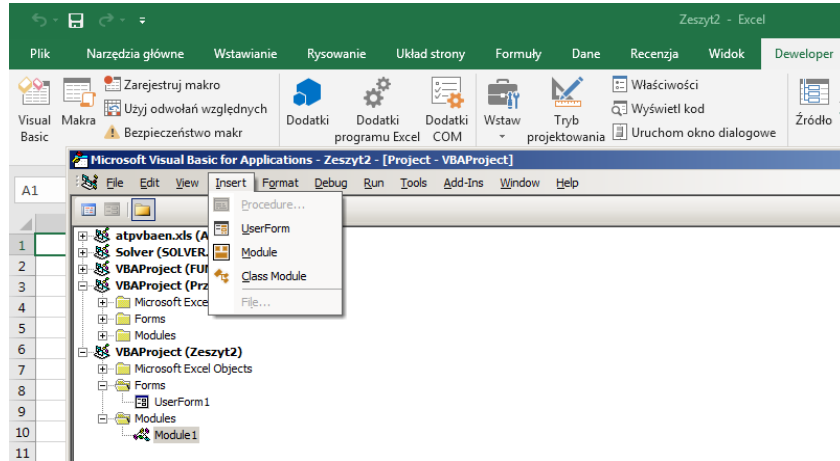 Zeszyt2 - Excel
Plik Narzędzia główne Wstawianie Rysowanie Układ strony Formuły Dane Recenzja Widok Deweloper
Visual Basic
Makra
Zarejestruj makro
Użyj odwołań względnych
Bezpieczeństwo makr
Dodatki
Dodatki programu Excel
Dodatki COM
Wstaw
Tryb projektowania
Właściwości
Wyświetl kod
Uruchom okno dialogowe
Źródło
Microsoft Visual Basic for Applications - Zeszyt2 - [Project - VBAProject]
File Edit View Insert Format Debug Run Tools Add-Ins Window Help
A1
Procedure...
UserForm
Module
Class Module
File...
1
2
3
4
5
6
7
8
9
10
11
atpvbaen.xls (A
Solver (SOLVER.
VBAProject (FUN
VBAProject (Prz
Microsoft Exce
Forms
Modules
VBAProject (Zeszyt2)
Microsoft Excel Objects
Forms
UserForm1
Modules
Module1